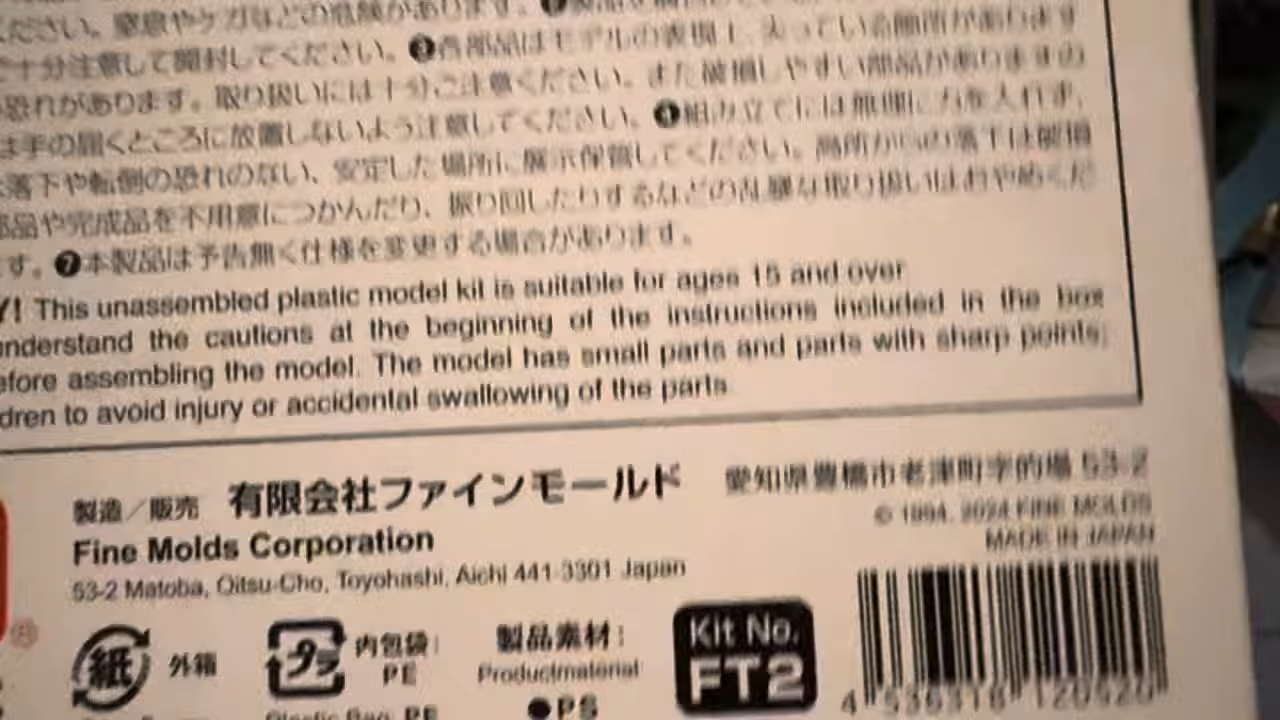 ください。窒息やケガなどの危険があります。
て十分注意して開封してください。❸各部品はモデルの表現上、尖っている箇所があります
恐れがあります。取り扱いには十分ご注意ください。また破損しやすい部品がありますの
は手の届くところに放置しないよう注意してください。❹組み立てには無理に力を入れず、
落下や転倒の恐れのない、安定した場所に展示保管してください。高所からの落下は破損
部品や完成品を不用意につかんだり、振り回したりするなどの乱暴な取り扱いはおやめくだ
す。❼本製品は予告無く仕様を変更する場合があります。
Y! This unassembled plastic model kit is suitable for ages 15 and over
understand the cautions at the beginning of the instructions included in the box
efore assembling the model. The model has small parts and parts with sharp points,
dren to avoid injury or accidental swallowing of the parts.
製造／販売 有限会社ファインモールド 愛知県豊橋市老津町字的場 53-2
Fine Molds Corporation
© 1994, 2024 FINE MOLDS
53-2 Matoba, Oitsu-Cho, Toyohashi, Aichi 441-3301 Japan
MADE IN JAPAN
紙 外箱
プラ 内包袋：
PE
製品素材：
Productmaterial
●PS
Kit No.
FT2
Plastic Bag: PE